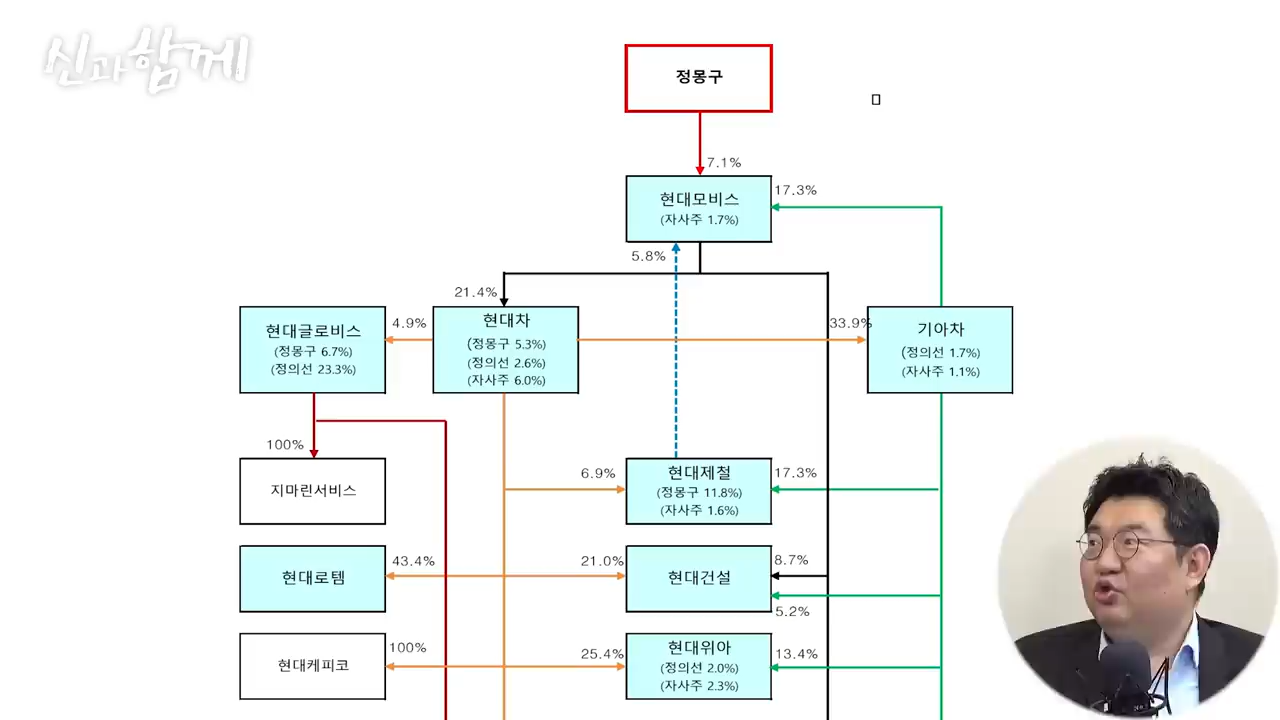 신과함께
정몽구
7.1%
현대모비스
(자사주 1.7%)
17.3%
5.8%
21.4%
현대글로비스
(정몽구 6.7%)
(정의선 23.3%)
4.9%
현대차
(정몽구 5.3%)
(정의선 2.6%)
(자사주 6.0%)
33.9%
기아차
(정의선 1.7%)
(자사주 1.1%)
100%
지마린서비스
6.9%
현대제철
(정몽구 11.8%)
(자사주 1.6%)
17.3%
현대로템
43.4%
21.0%
현대건설
8.7%
5.2%
현대케피코
100%
25.4%
현대위아
(정의선 2.0%)
(자사주 2.3%)
13.4%